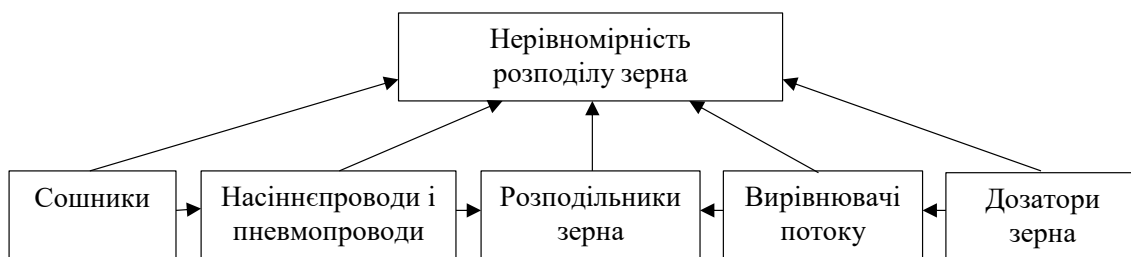 Нерівномірність
розподілу зерна
Сошники
Насіннєпроводи і
пневмопроводи
Розподільники
зерна
Вирівнювачі
потоку
Дозатори
зерна